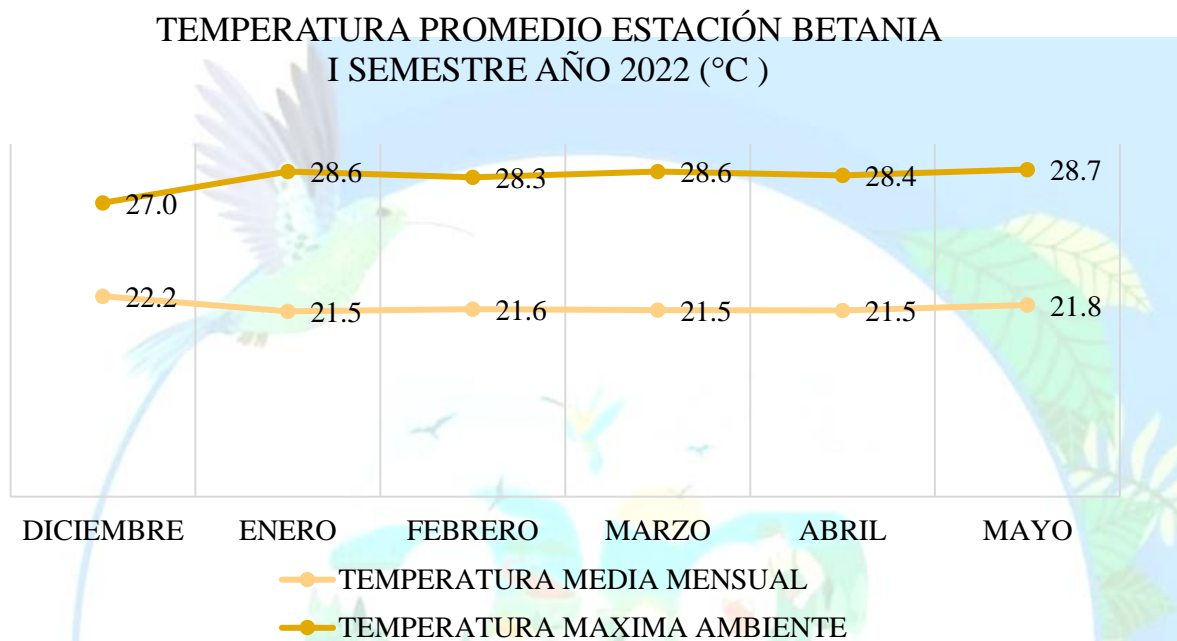 TEMPERATURA PROMEDIO ESTACIÓN BETANIA
I SEMESTRE AÑO 2022 (°C )
27.0 28.6 28.3 28.6 28.4 28.7
22.2 21.5 21.6 21.5 21.5 21.8
DICIEMBRE ENERO FEBRERO MARZO ABRIL MAYO
TEMPERATURA MEDIA MENSUAL
TEMPERATURA MAXIMA AMBIENTE